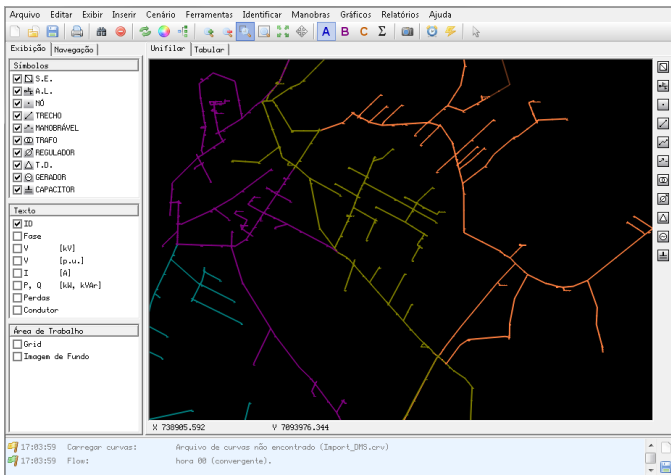 Arquivo Editar Exibir Inserir Cenário Ferramentas Identificar Manobras Gráficos Relatórios Ajuda
A B C Σ
Exibição Navegação Unifilar Tabular
Símbolos
S.E.
A.L.
NÓ
TRECHO
MANOBRÁVEL
TRAFO
REGULADOR
T.D.
GERADOR
CAPACITOR
Texto
ID
Fase
V [kV]
V [p.u.]
I [A]
P, Q [kW, kVAr]
Perdas
Condutor
Área de Trabalho
Grid
Imagem de Fundo
X 738905.592 Y 7093976.344
17:03:59 Carregar curvas: Arquivo de curvas não encontrado (Import_DMS.crv)
17:03:59 Flow: hora 00 (convergente).